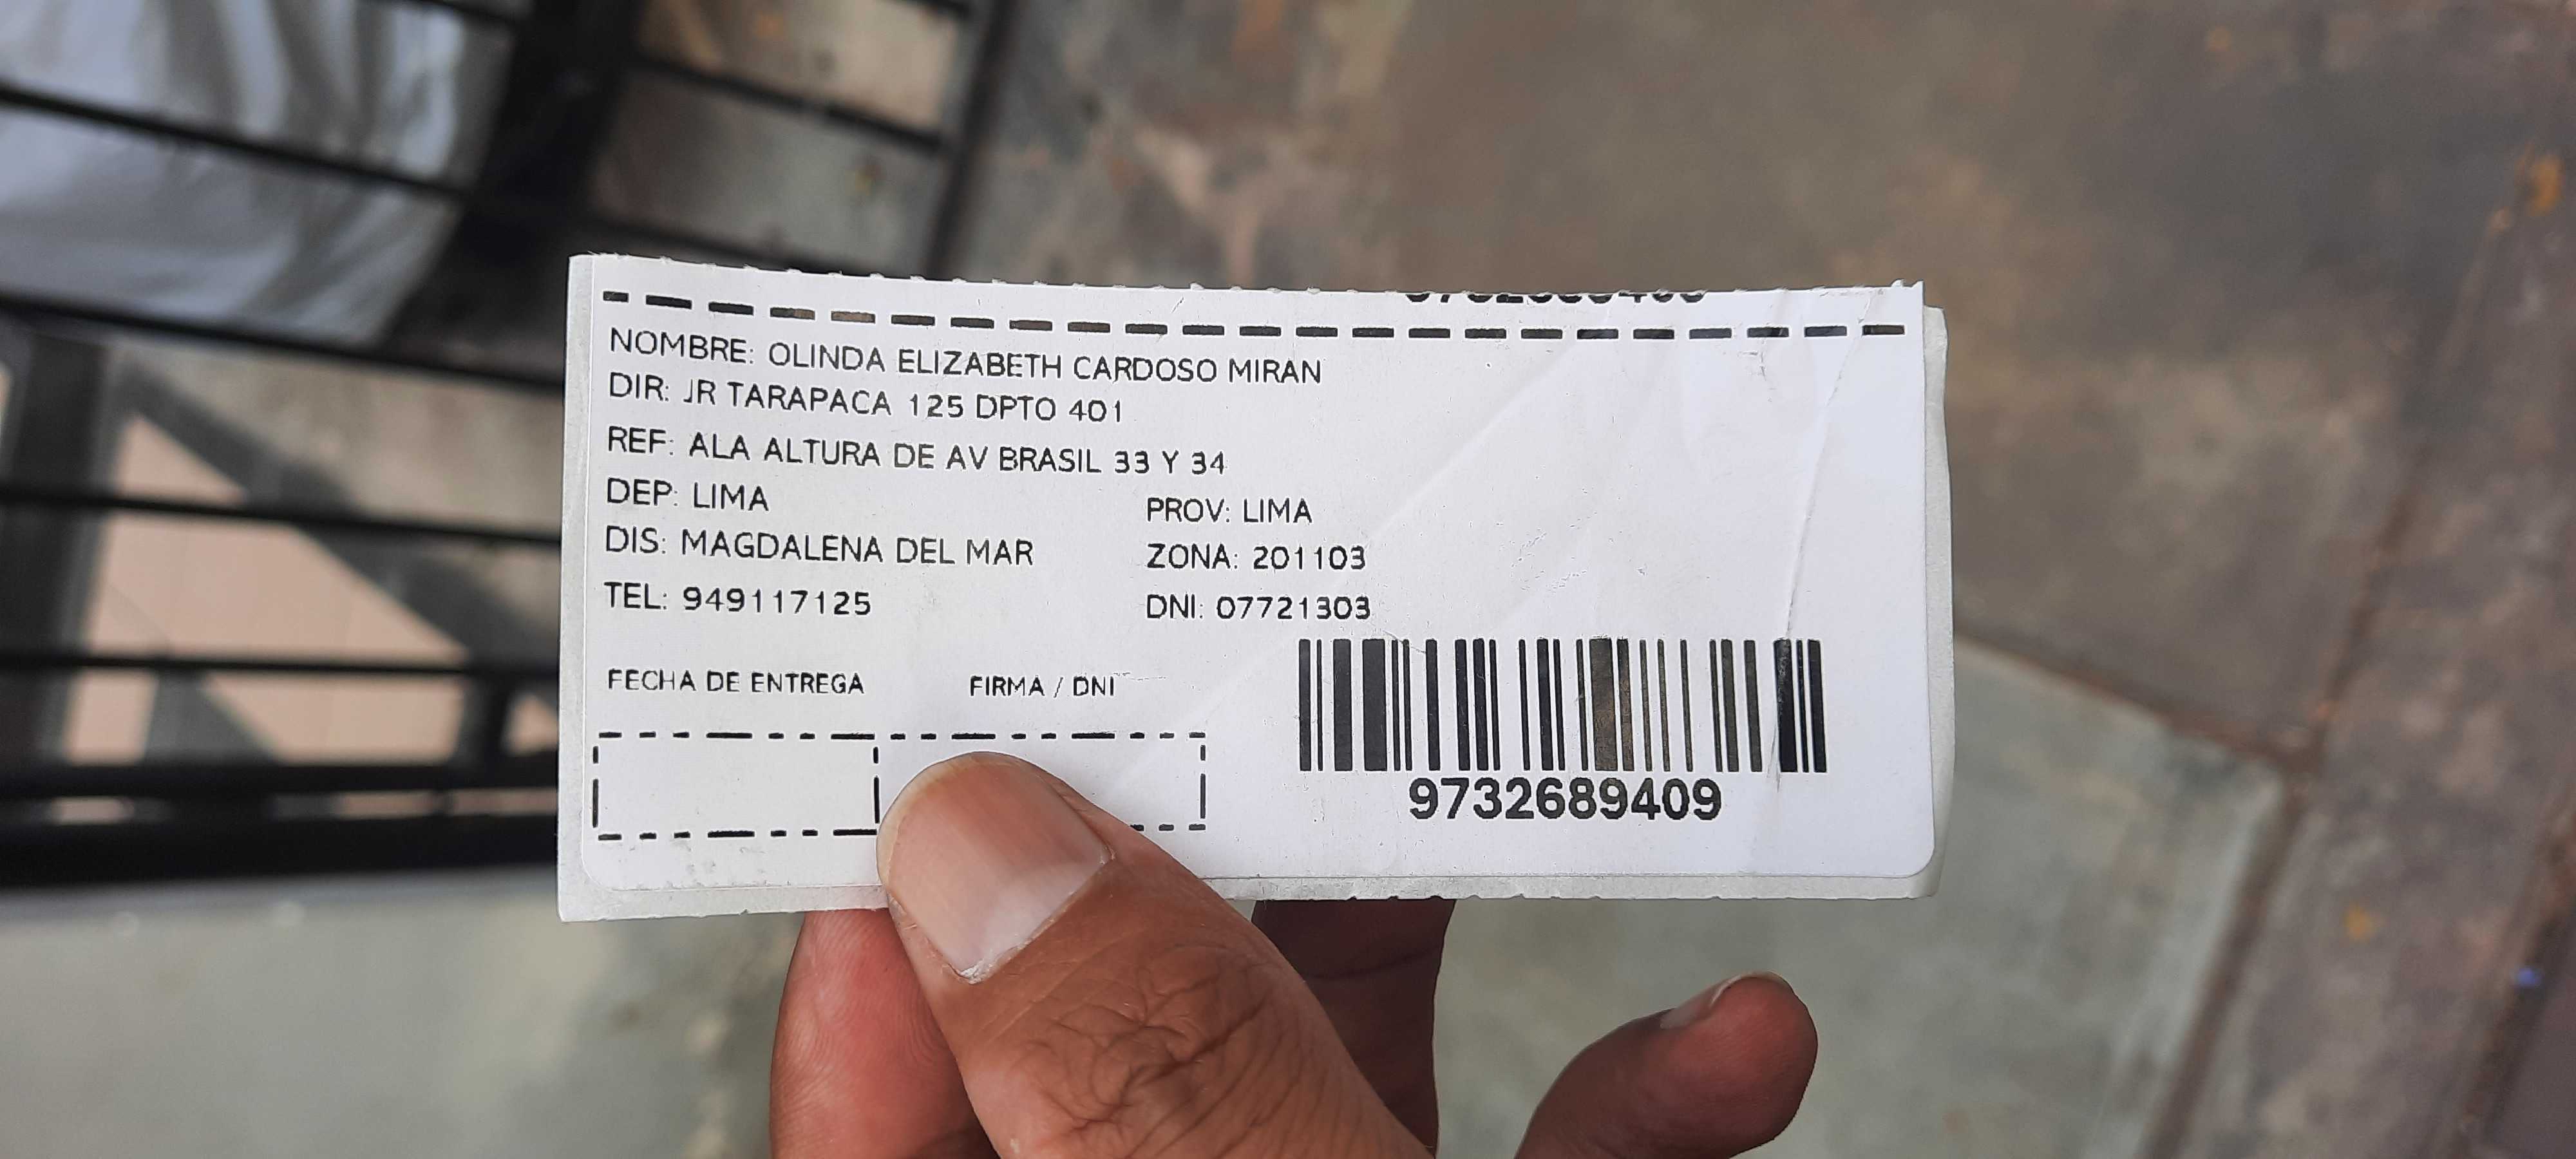 NOMBRE: OLINDA ELIZABETH CARDOSO MIRAN
DIR: JR TARAPACA 125 DPTO 401
REF: ALA ALTURA DE AV BRASIL 33 Y 34
DEP: LIMA PROV: LIMA
DIS: MAGDALENA DEL MAR ZONA: 201103
TEL: 949117125 DNI: 07721303
FECHA DE ENTREGA FIRMA / DNI
9732689409